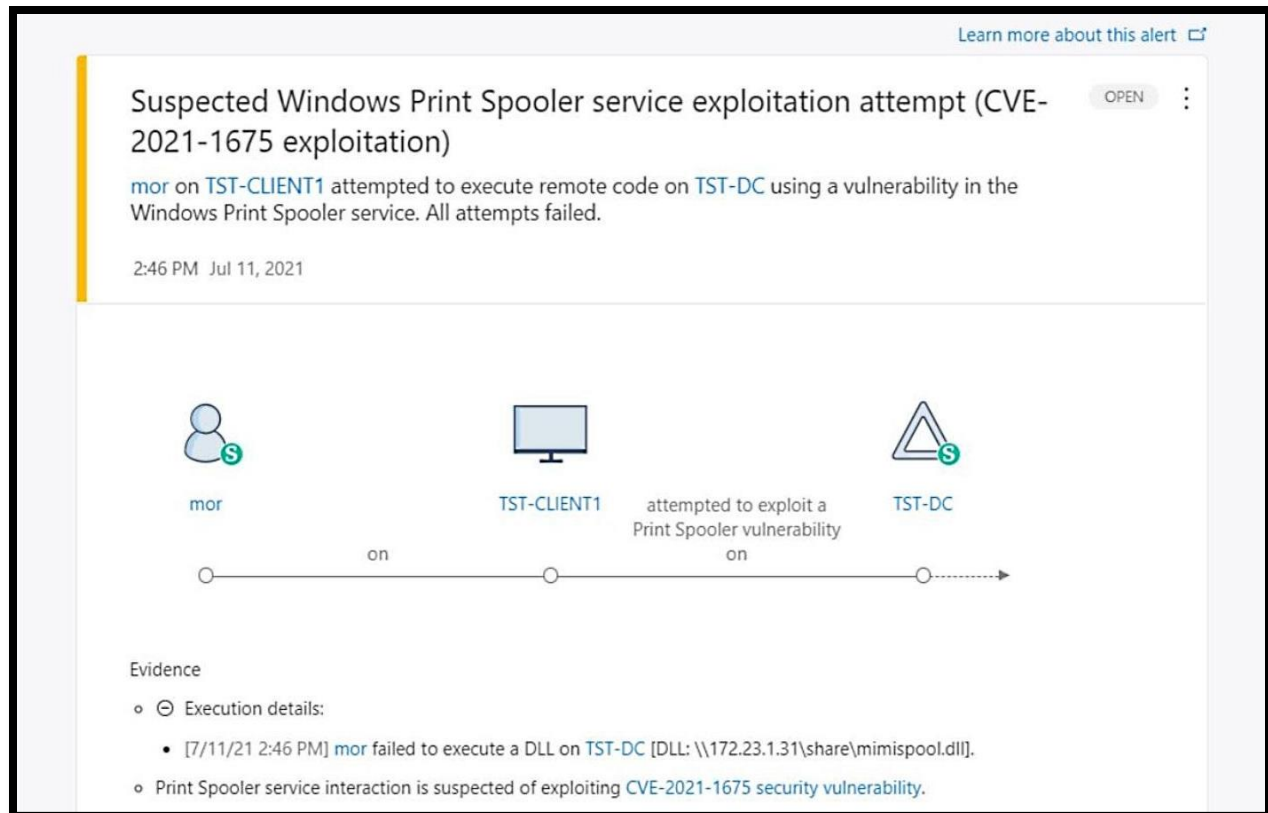 Learn more about this alert
Suspected Windows Print Spooler service exploitation attempt (CVE-
2021-1675 exploitation)
OPEN
mor on TST-CLIENT1 attempted to execute remote code on TST-DC using a vulnerability in the
Windows Print Spooler service. All attempts failed.
2:46 PM Jul 11, 2021
S
S
mor
TST-CLIENT1
attempted to exploit a
Print Spooler vulnerability
TST-DC
on
on
Evidence
Execution details:
[7/11/21 2:46 PM] mor failed to execute a DLL on TST-DC [DLL: \\172.23.1.31\share\mimispool.dll].
Print Spooler service interaction is suspected of exploiting CVE-2021-1675 security vulnerability.